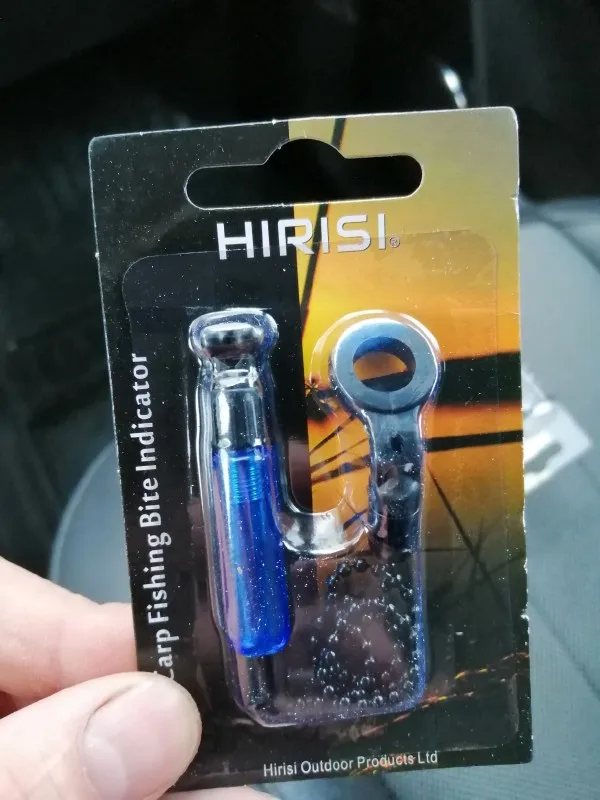 HIRISI®
Carp Fishing Bite Indicator
Hirisi Outdoor Products Ltd